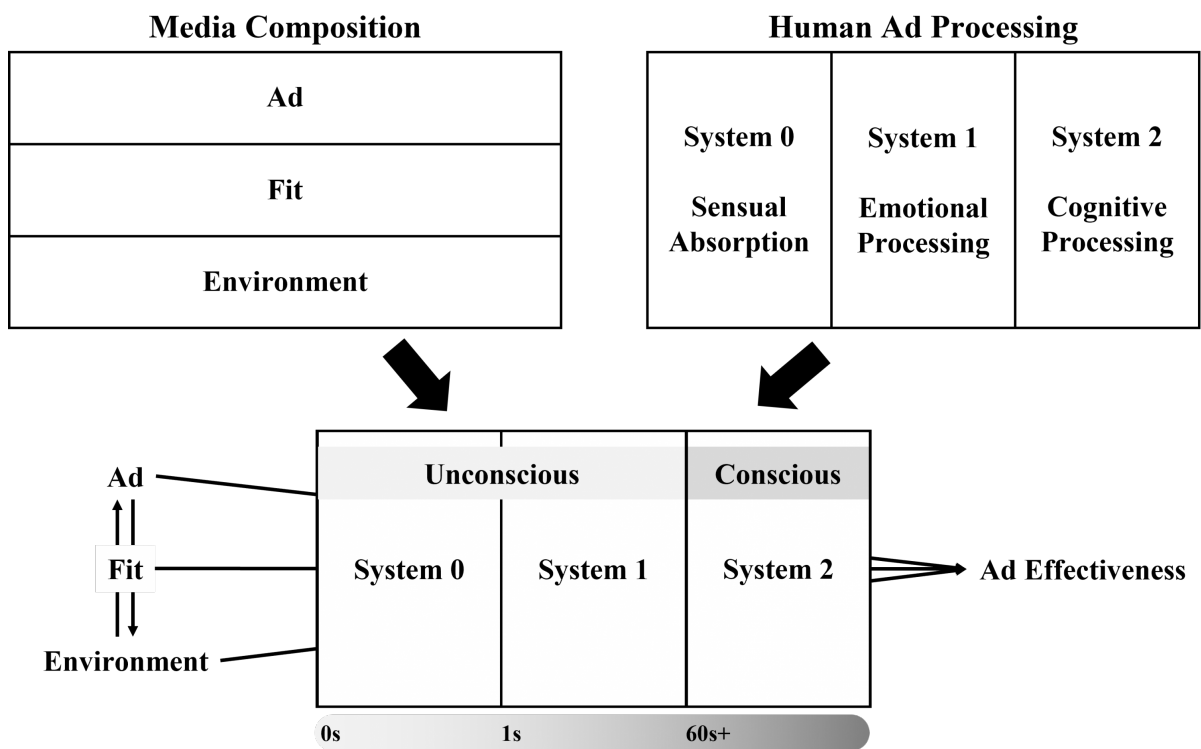 Media Composition
Ad
Fit
Environment
Human Ad Processing
System 0
Sensual
Absorption
System 1
Emotional
Processing
System 2
Cognitive
Processing
Ad
Fit
Environment
Unconscious
Conscious
System 0
System 1
System 2
Ad Effectiveness
0s
1s
60s+